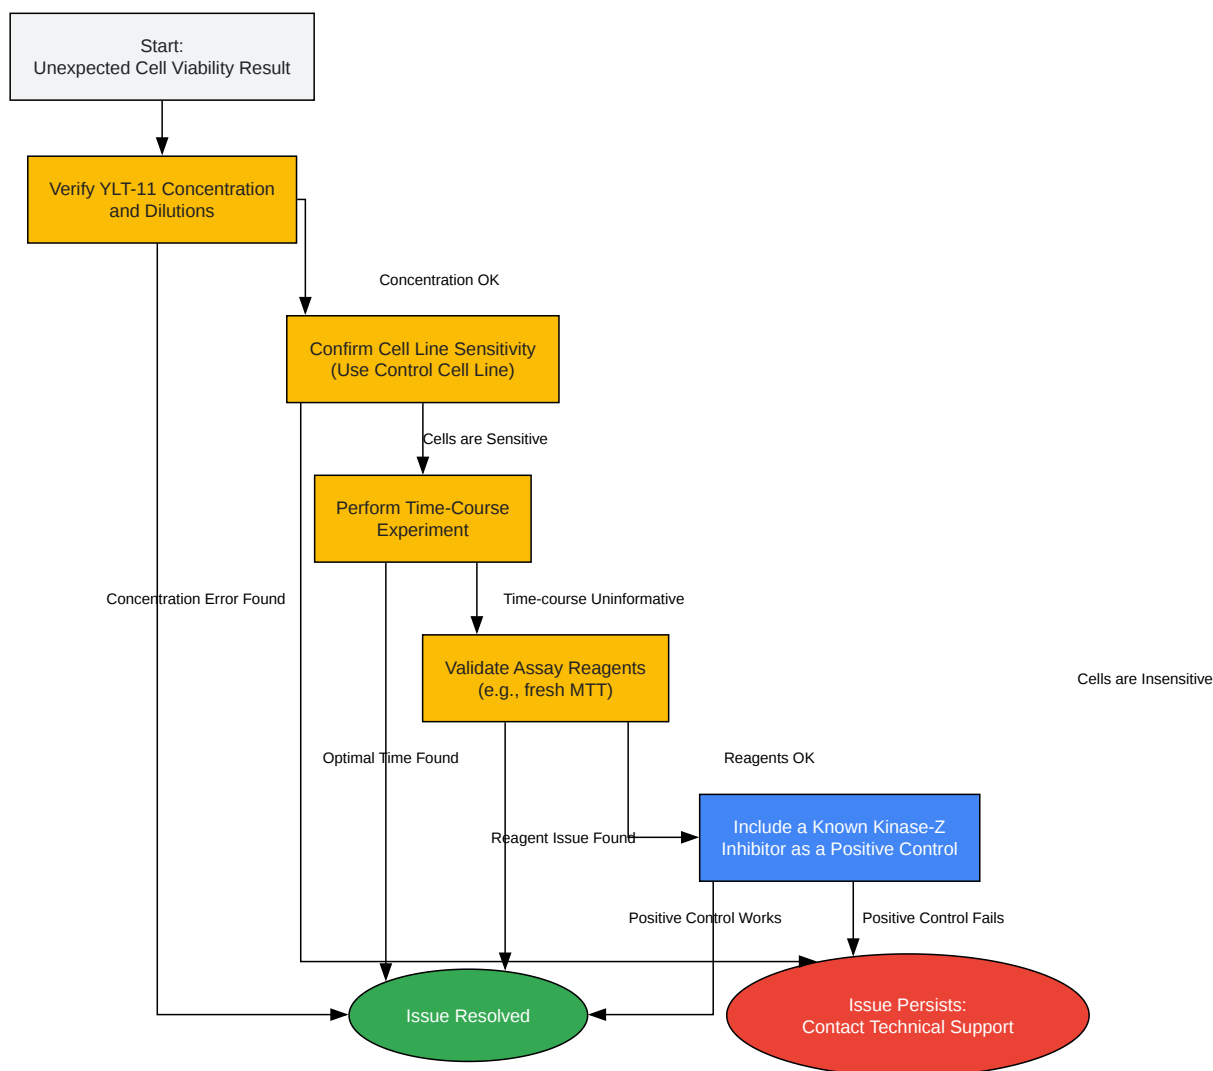 Start:
Unexpected Cell Viability Result
Verify YLT-11 Concentration
and Dilutions
Concentration OK
Confirm Cell Line Sensitivity
(Use Control Cell Line)
Cells are Sensitive
Perform Time-Course
Experiment
Concentration Error Found
Time-course Uninformative
Validate Assay Reagents
(e.g., fresh MTT)
Cells are Insensitive
Optimal Time Found
Reagents OK
Include a Known Kinase-Z
Inhibitor as a Positive Control
Reagent Issue Found
Positive Control Works
Positive Control Fails
Issue Resolved
Issue Persists:
Contact Technical Support